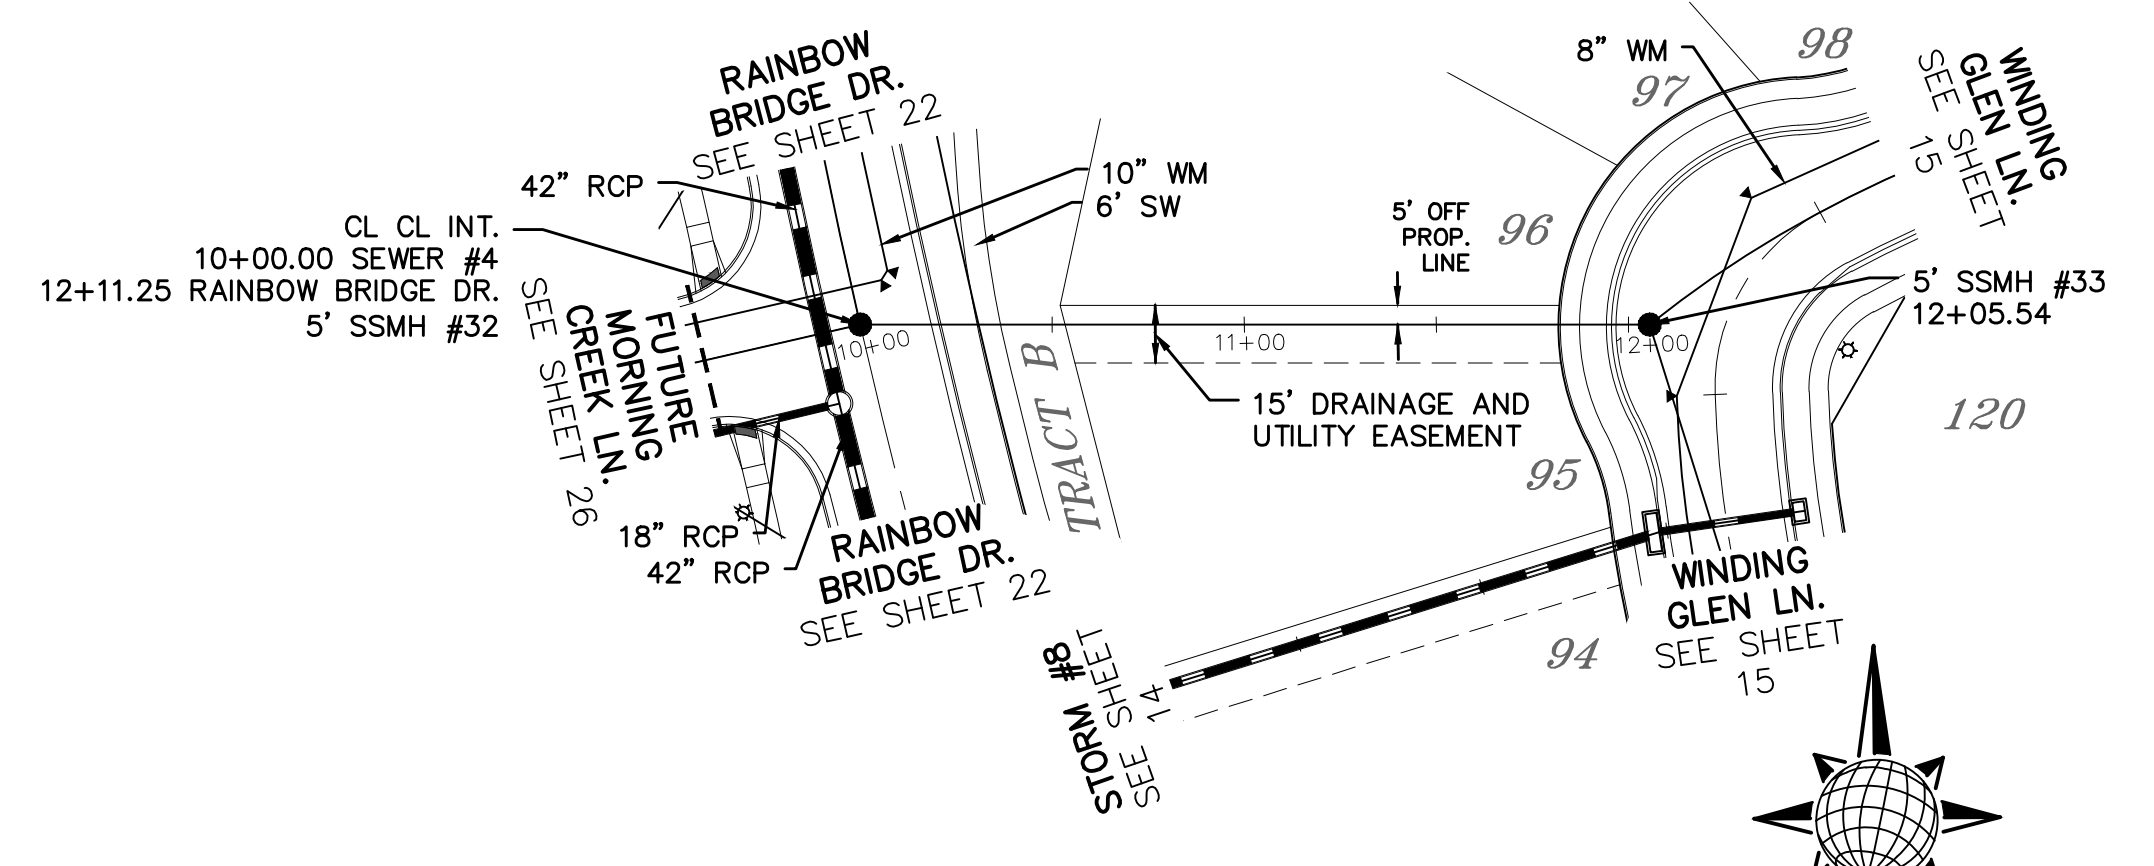 RAINBOW
BRIDGE DR.
SEE SHEET 22
42" RCP
CL CL INT.
10+00.00 SEWER #4
12+11.25 RAINBOW BRIDGE DR.
5' SSMH #32
FUTURE
MORNING
CREEK LN.
SEE SHEET 26
18" RCP
42" RCP
RAINBOW
BRIDGE DR.
SEE SHEET 22
10+00
10" WM
6' SW
TRACT B
11+00
15' DRAINAGE AND
UTILITY EASEMENT
5' OFF
PROP.
LINE
96
97
98
8" WM
WINDING
GLEN LN.
SEE SHEET
15
5' SSMH #33
12+05.54
12+00
120
95
94
WINDING
GLEN LN.
SEE SHEET
15
STORM #8
SEE SHEET
14